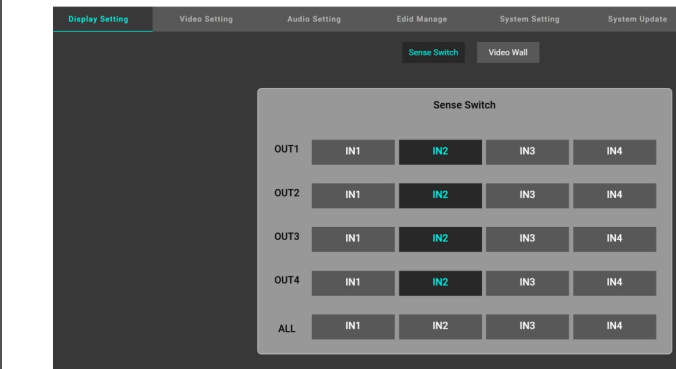 Display Setting Video Setting Audio Setting Edid Manage System Setting System Update
Sense Switch Video Wall
Sense Switch
OUT1 IN1 IN2 IN3 IN4
OUT2 IN1 IN2 IN3 IN4
OUT3 IN1 IN2 IN3 IN4
OUT4 IN1 IN2 IN3 IN4
ALL IN1 IN2 IN3 IN4